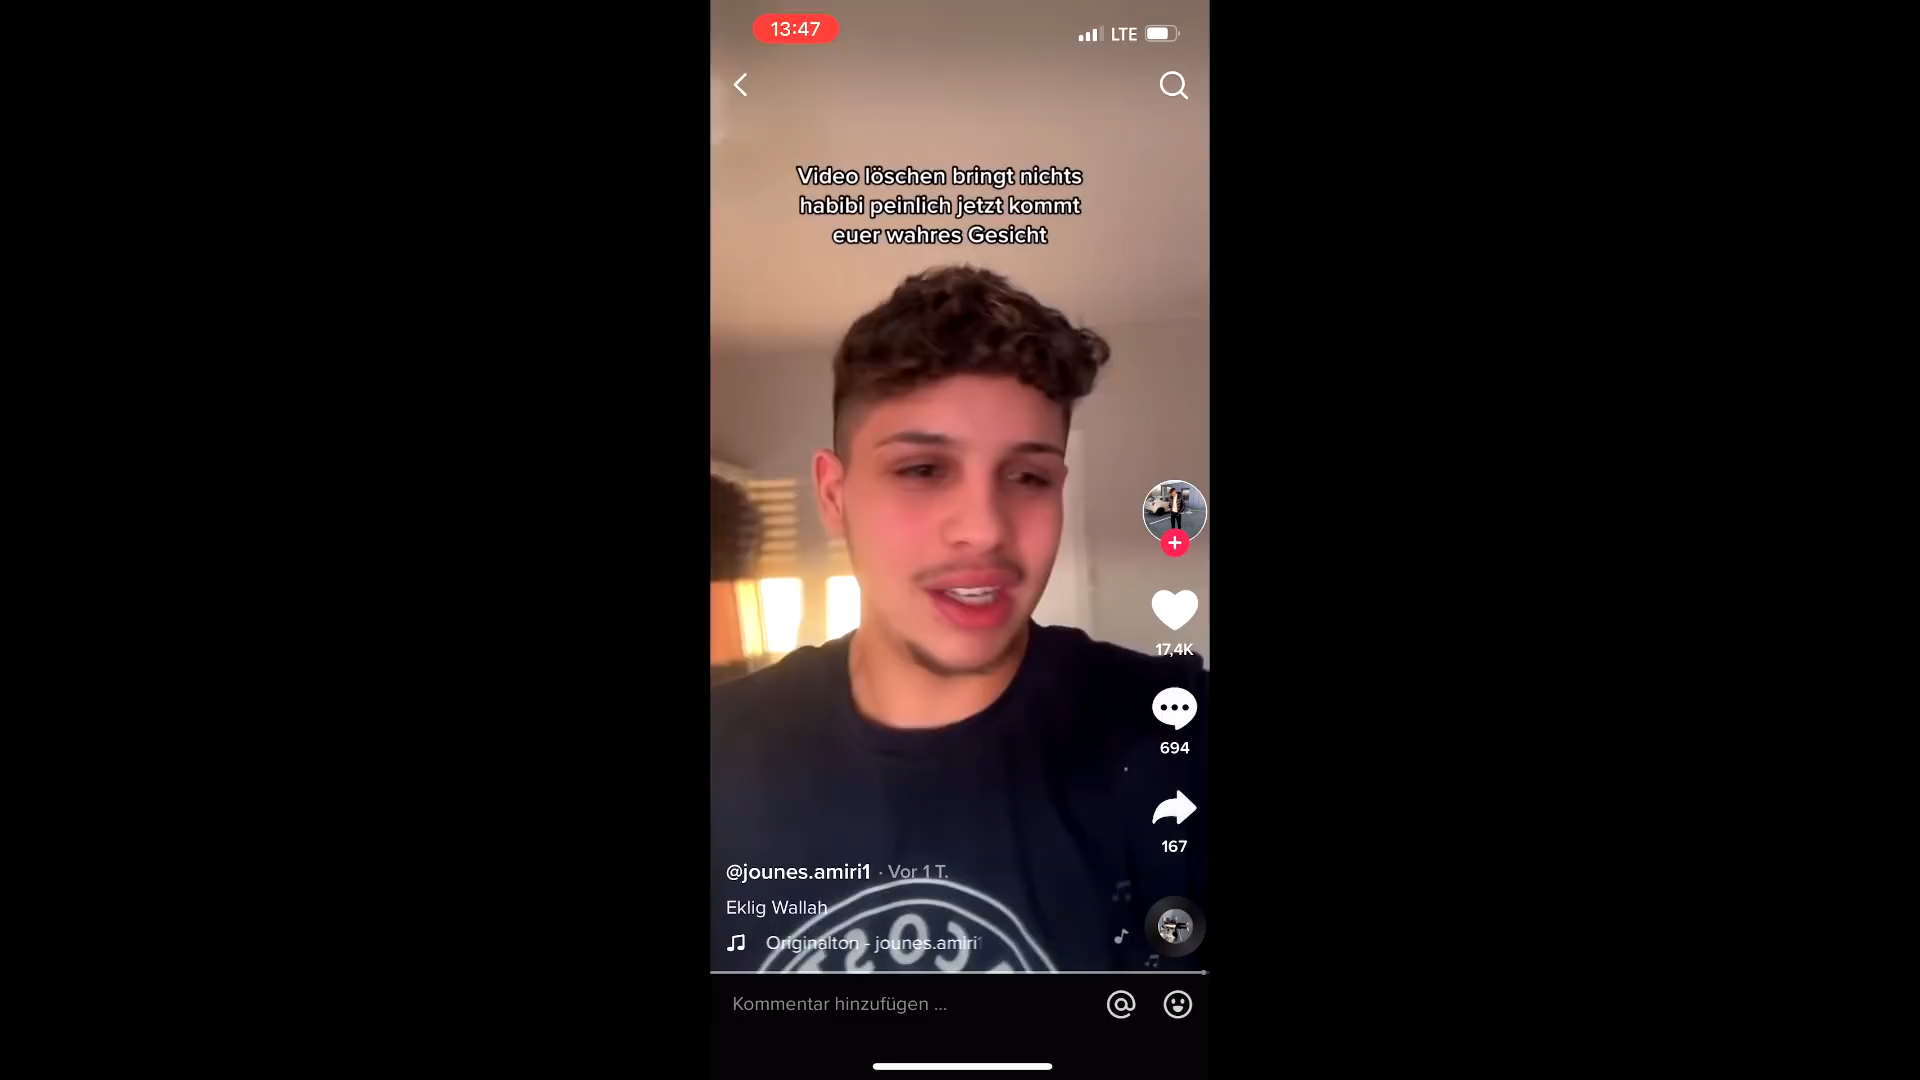 13:47
LTE
Video löschen bringt nichts
habibi peinlich jetzt kommt
euer wahres Gesicht
17,4K
694
167
@jounes.amiri1 · Vor 1 T.
Eklig Wallah
Originalton - jounes.amiri1
Kommentar hinzufügen ...